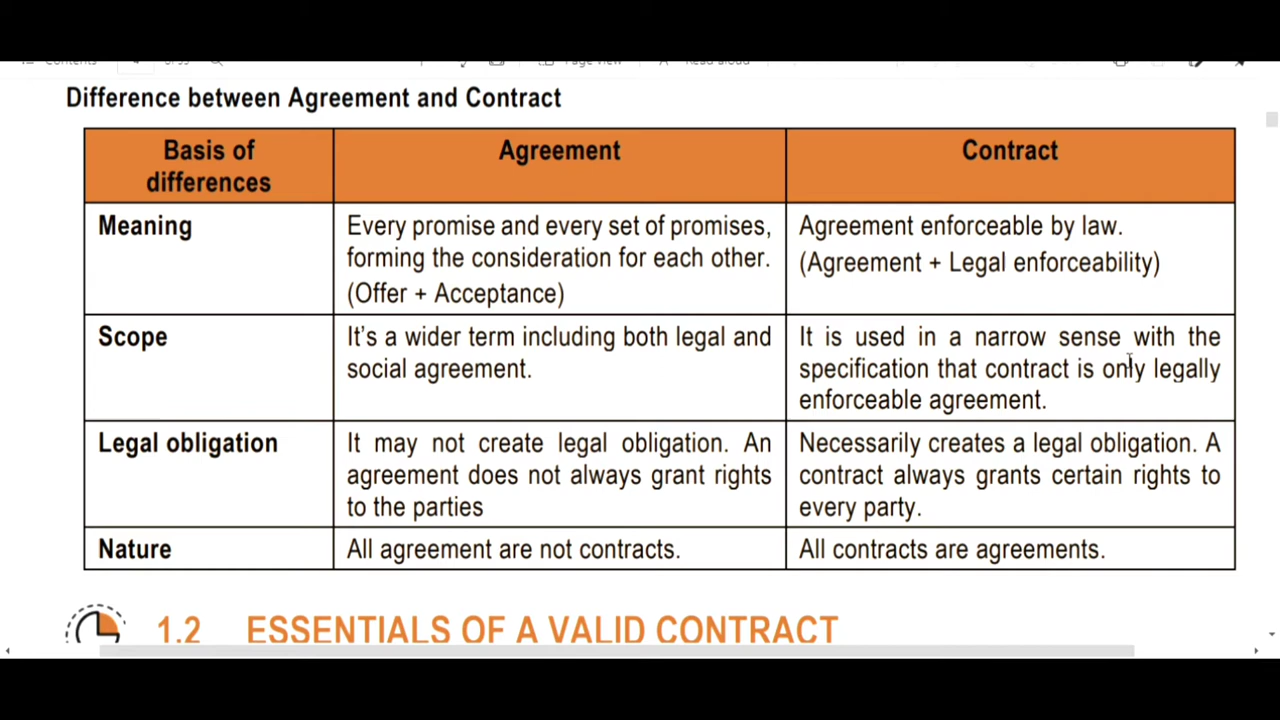 Difference between Agreement and Contract
Basis of
differences
Agreement
Contract
Meaning
Every promise and every set of promises,
forming the consideration for each other.
(Offer + Acceptance)
Agreement enforceable by law.
(Agreement + Legal enforceability)
Scope
It's a wider term including both legal and
social agreement.
It is used in a narrow sense with the
specification that contract is only legally
enforceable agreement.
Legal obligation
It may not create legal obligation. An
agreement does not always grant rights
to the parties
Necessarily creates a legal obligation. A
contract always grants certain rights to
every party.
Nature
All agreement are not contracts.
All contracts are agreements.
1.2 ESSENTIALS OF A VALID CONTRACT